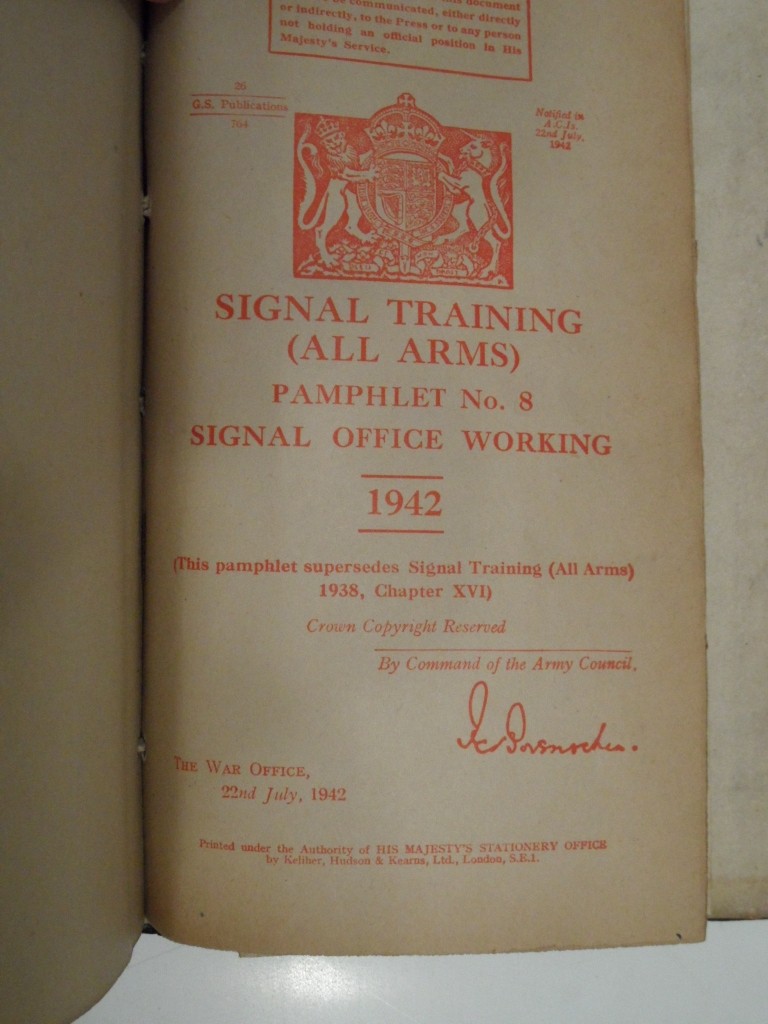 document
be communicated, either directly
or indirectly, to the Press or to any person
not holding an official position in His
Majesty's Service.
26
G.S. Publications
764
Notified in
A.C.Is.
22nd July,
1942
SIGNAL TRAINING
(ALL ARMS)
PAMPHLET No. 8
SIGNAL OFFICE WORKING
1942
(This pamphlet supersedes Signal Training (All Arms)
1938, Chapter XVI)
Crown Copyright Reserved
By Command of the Army Council,
THE WAR OFFICE,
22nd July, 1942
Printed under the Authority of HIS MAJESTY'S STATIONERY OFFICE
by Keliher, Hudson & Kearns, Ltd., London, S.E.1.